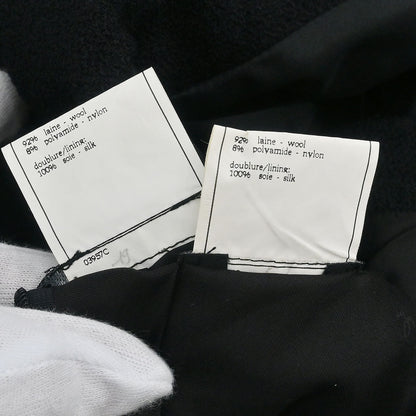 92% laine - wool
8% polyamide - nylon
doublure/lining:
100% soie - silk
03957C
92% laine - wool
8% polyamide - nylon
doublure/lining:
100% soie - silk